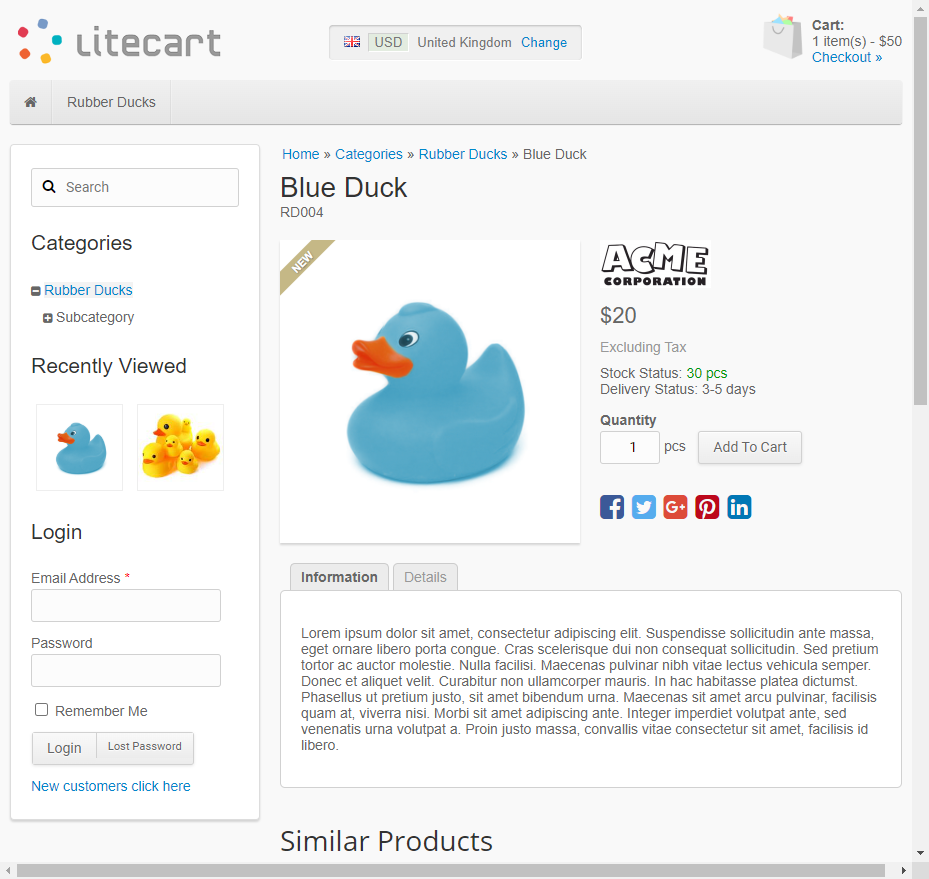 litecart
USD United Kingdom Change
Cart:
1 item(s) - $50
Checkout »
Rubber Ducks
Search
Categories
Rubber Ducks
Subcategory
Recently Viewed
Login
Email Address *
Password
Remember Me
Login Lost Password
New customers click here
Home » Categories » Rubber Ducks » Blue Duck
Blue Duck
RD004
NEW
ACME
CORPORATION
$20
Excluding Tax
Stock Status: 30 pcs
Delivery Status: 3-5 days
Quantity
1 pcs Add To Cart
Information Details
Lorem ipsum dolor sit amet, consectetur adipiscing elit. Suspendisse sollicitudin ante massa,
eget ornare libero porta congue. Cras scelerisque dui non consequat sollicitudin. Sed pretium
tortor ac auctor molestie. Nulla facilisi. Maecenas pulvinar nibh vitae lectus vehicula semper.
Donec et aliquet velit. Curabitur non ullamcorper mauris. In hac habitasse platea dictumst.
Phasellus ut pretium justo, sit amet bibendum urna. Maecenas sit amet arcu pulvinar, facilisis
quam at, viverra nisi. Morbi sit amet adipiscing ante. Integer imperdiet volutpat ante, sed
venenatis urna volutpat a. Proin justo massa, convallis vitae consectetur sit amet, facilisis id
libero.
Similar Products